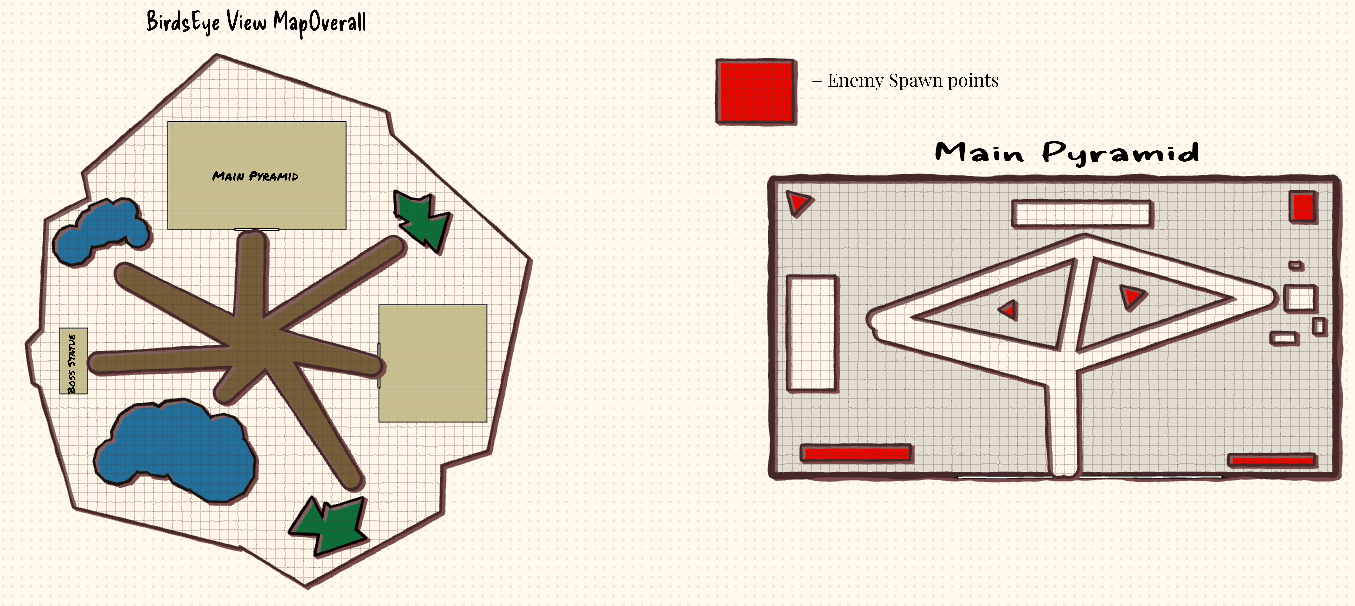 BirdsEye View MapOverall
– Enemy Spawn points
Main Pyramid
Main Pyramid
Boss Statue